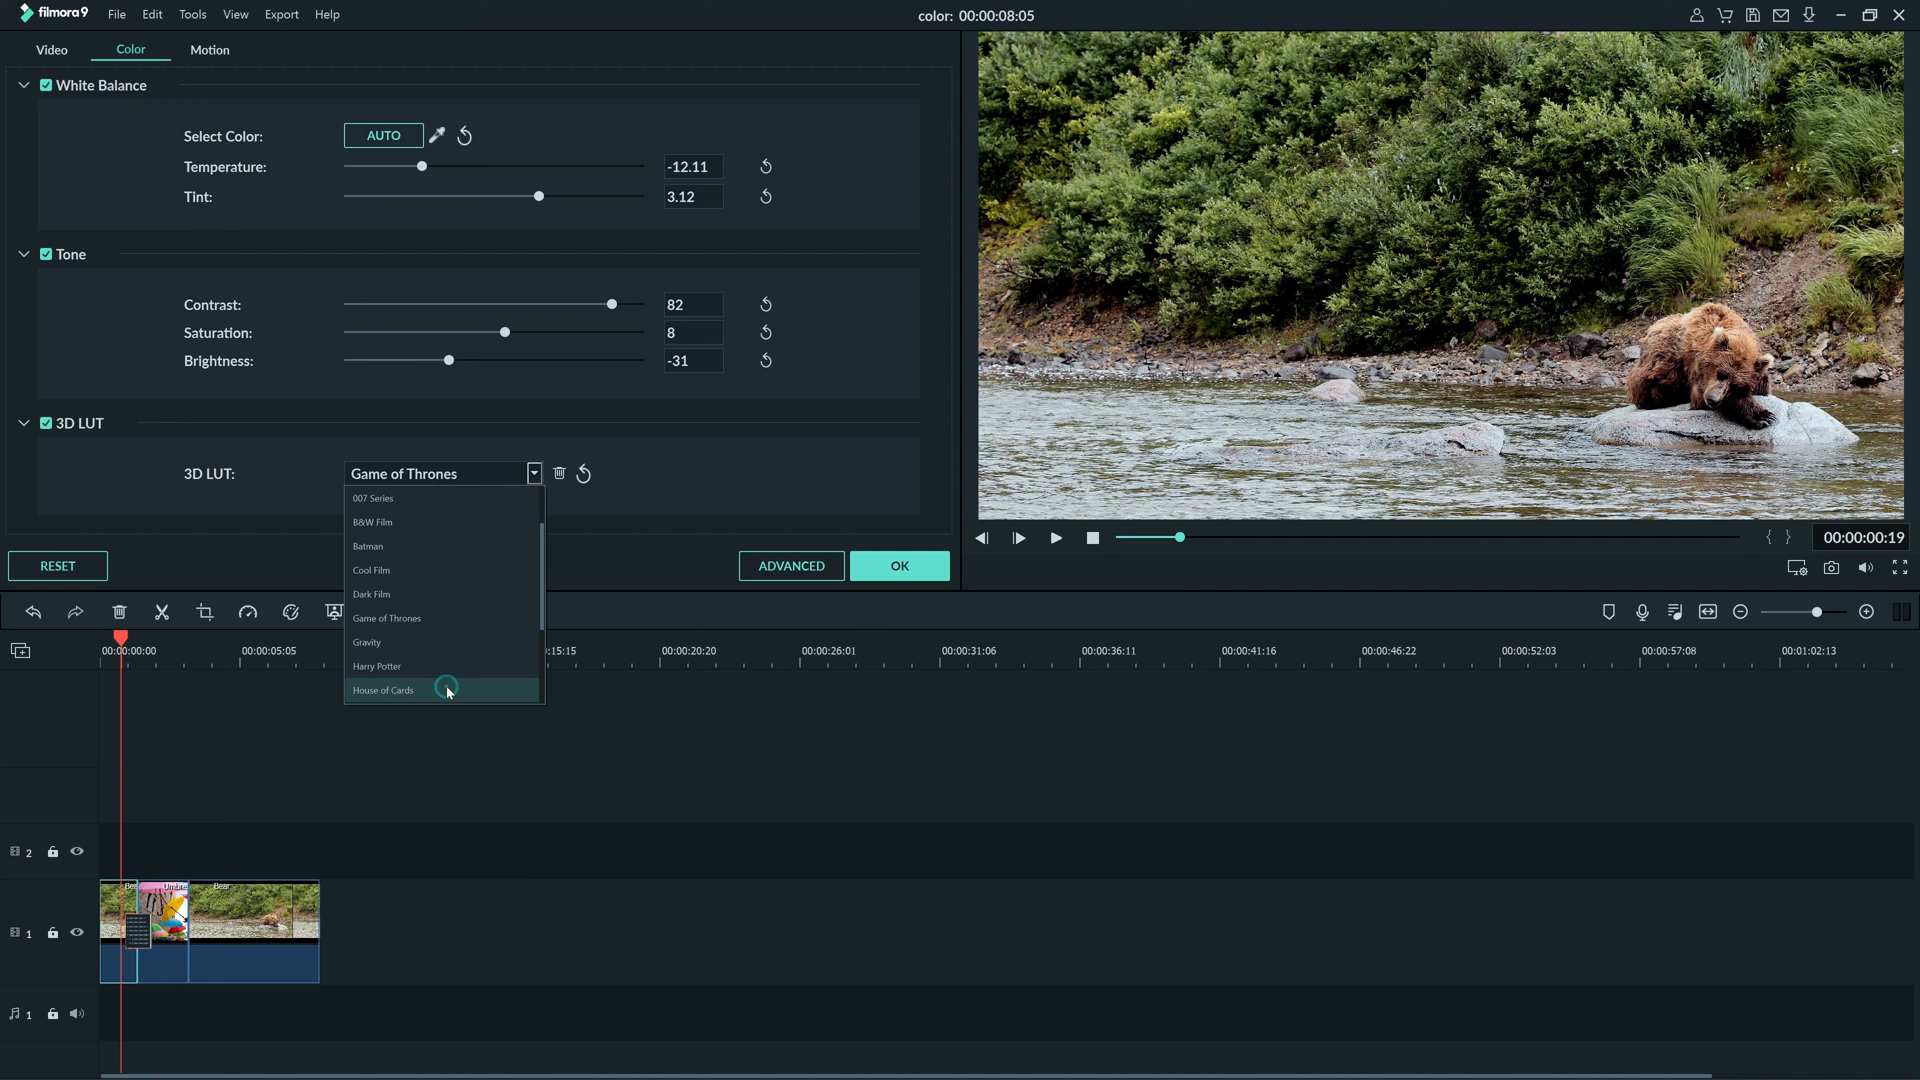 filmora9 File Edit Tools View Export Help color: 00:00:08:05
Video Color Motion
White Balance
Select Color: AUTO
Temperature: -12.11
Tint: 3.12
Tone
Contrast: 82
Saturation: 8
Brightness: -31
3D LUT
3D LUT: Game of Thrones
007 Series
B&W Film
Batman
Cool Film
Dark Film
Game of Thrones
Gravity
Harry Potter
House of Cards
RESET ADVANCED OK
{ } 00:00:00:19
00:00:00:00 00:00:05:05 :15:15 00:00:20:20 00:00:26:01 00:00:31:06 00:00:36:11 00:00:41:16 00:00:46:22 00:00:52:03 00:00:57:08 00:01:02:13
2
Bear
1
1